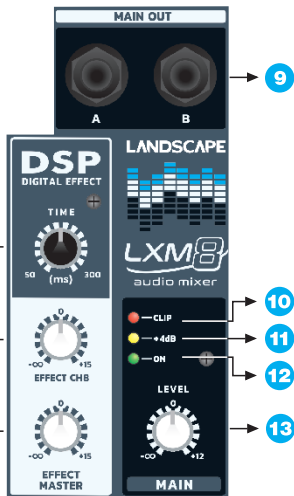 MAIN OUT
A B
9
DSP
DIGITAL EFFECT
TIME
50 (ms) 300
0
-∞ +15
EFFECT CHB
0
-∞ +15
EFFECT
MASTER
LANDSCAPE
LXM8
audio mixer
CLIP
10
+4dB
11
ON
12
LEVEL
0
-∞ +12
13
MAIN